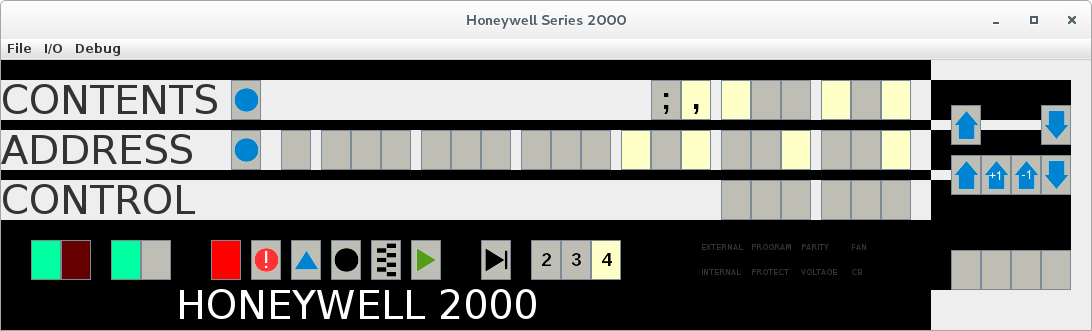 Honeywell Series 2000
File I/O Debug
CONTENTS ; ,
ADDRESS
+1 -1
CONTROL
! 2 3 4
EXTERNAL PROGRAM PARITY FAN
INTERNAL PROTECT VOLTAGE CB
HONEYWELL 2000